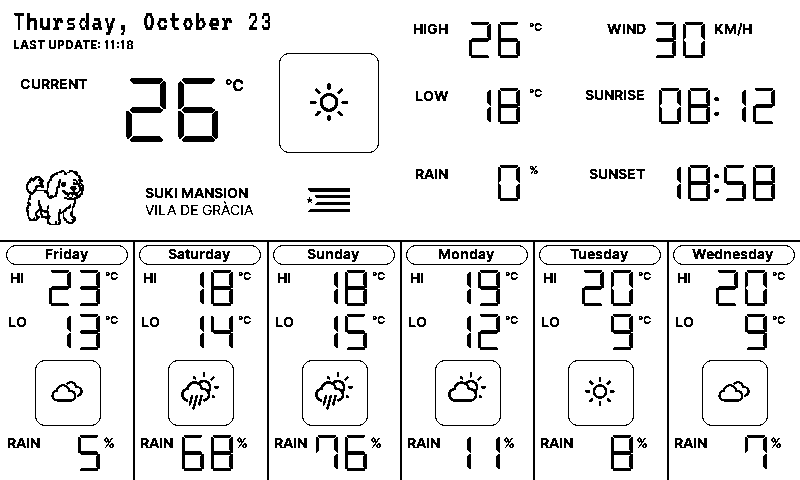 Thursday, October 23
LAST UPDATE: 11:18
CURRENT 26 °C
HIGH 26 °C
WIND 30 KM/H
LOW 18 °C
SUNRISE 08:12
RAIN 0 %
SUNSET 18:58
SUKI MANSION
VILA DE GRÀCIA
Friday
HI 23 °C
LO 13 °C
RAIN 5 %
Saturday
HI 18 °C
LO 14 °C
RAIN 68 %
Sunday
HI 18 °C
LO 15 °C
RAIN 76 %
Monday
HI 19 °C
LO 12 °C
RAIN 11 %
Tuesday
HI 20 °C
LO 9 °C
RAIN 8 %
Wednesday
HI 20 °C
LO 9 °C
RAIN 7 %